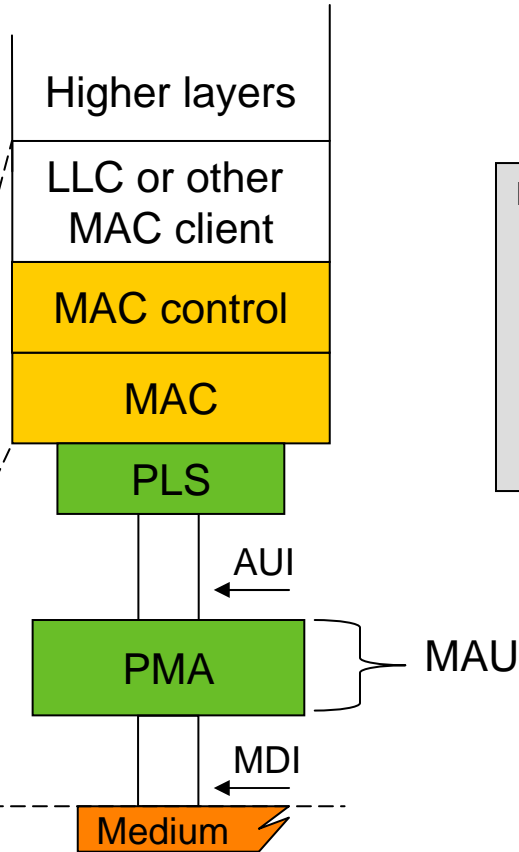 Higher layers
LLC or other
MAC client
MAC control
MAC
PLS
AUI
PMA
MAU
MDI
Medium